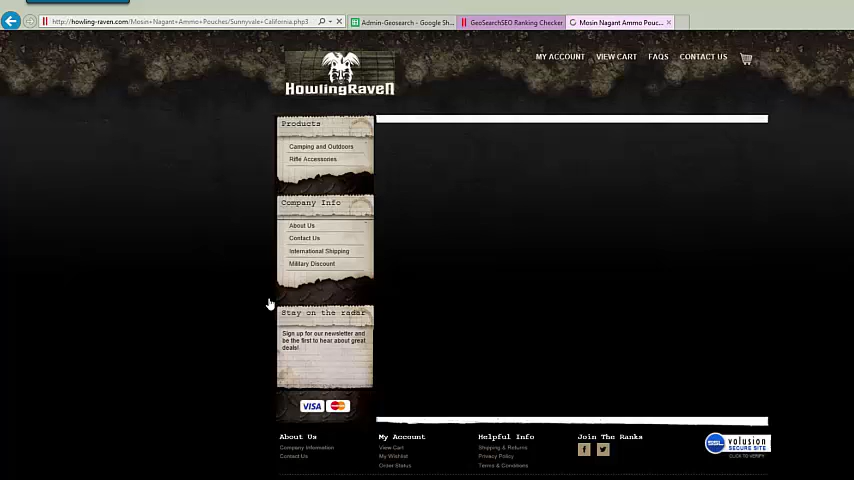 http://howling-raven.com/Mosin+Nagant+Ammo+Pouches/Sunnyvale+California.php3
Admin-Geosearch - Google Sh...
GeoSearchSEO Ranking Checker
Mosin Nagant Ammo Pouc...
MY ACCOUNT VIEW CART FAQS CONTACT US
HowlingRaven
Products
Camping and Outdoors
Rifle Accessories
Company Info
About Us
Contact Us
International Shipping
Military Discount
Stay on the radar
Sign up for our newsletter and
be the first to hear about great
deals!
VISA MasterCard
About Us My Account Helpful Info Join The Ranks
Company Information View Cart Shipping & Returns
Contact Us My Wishlist Privacy Policy
Order Status Terms & Conditions
volusion
SECURE SITE
CLICK TO VERIFY